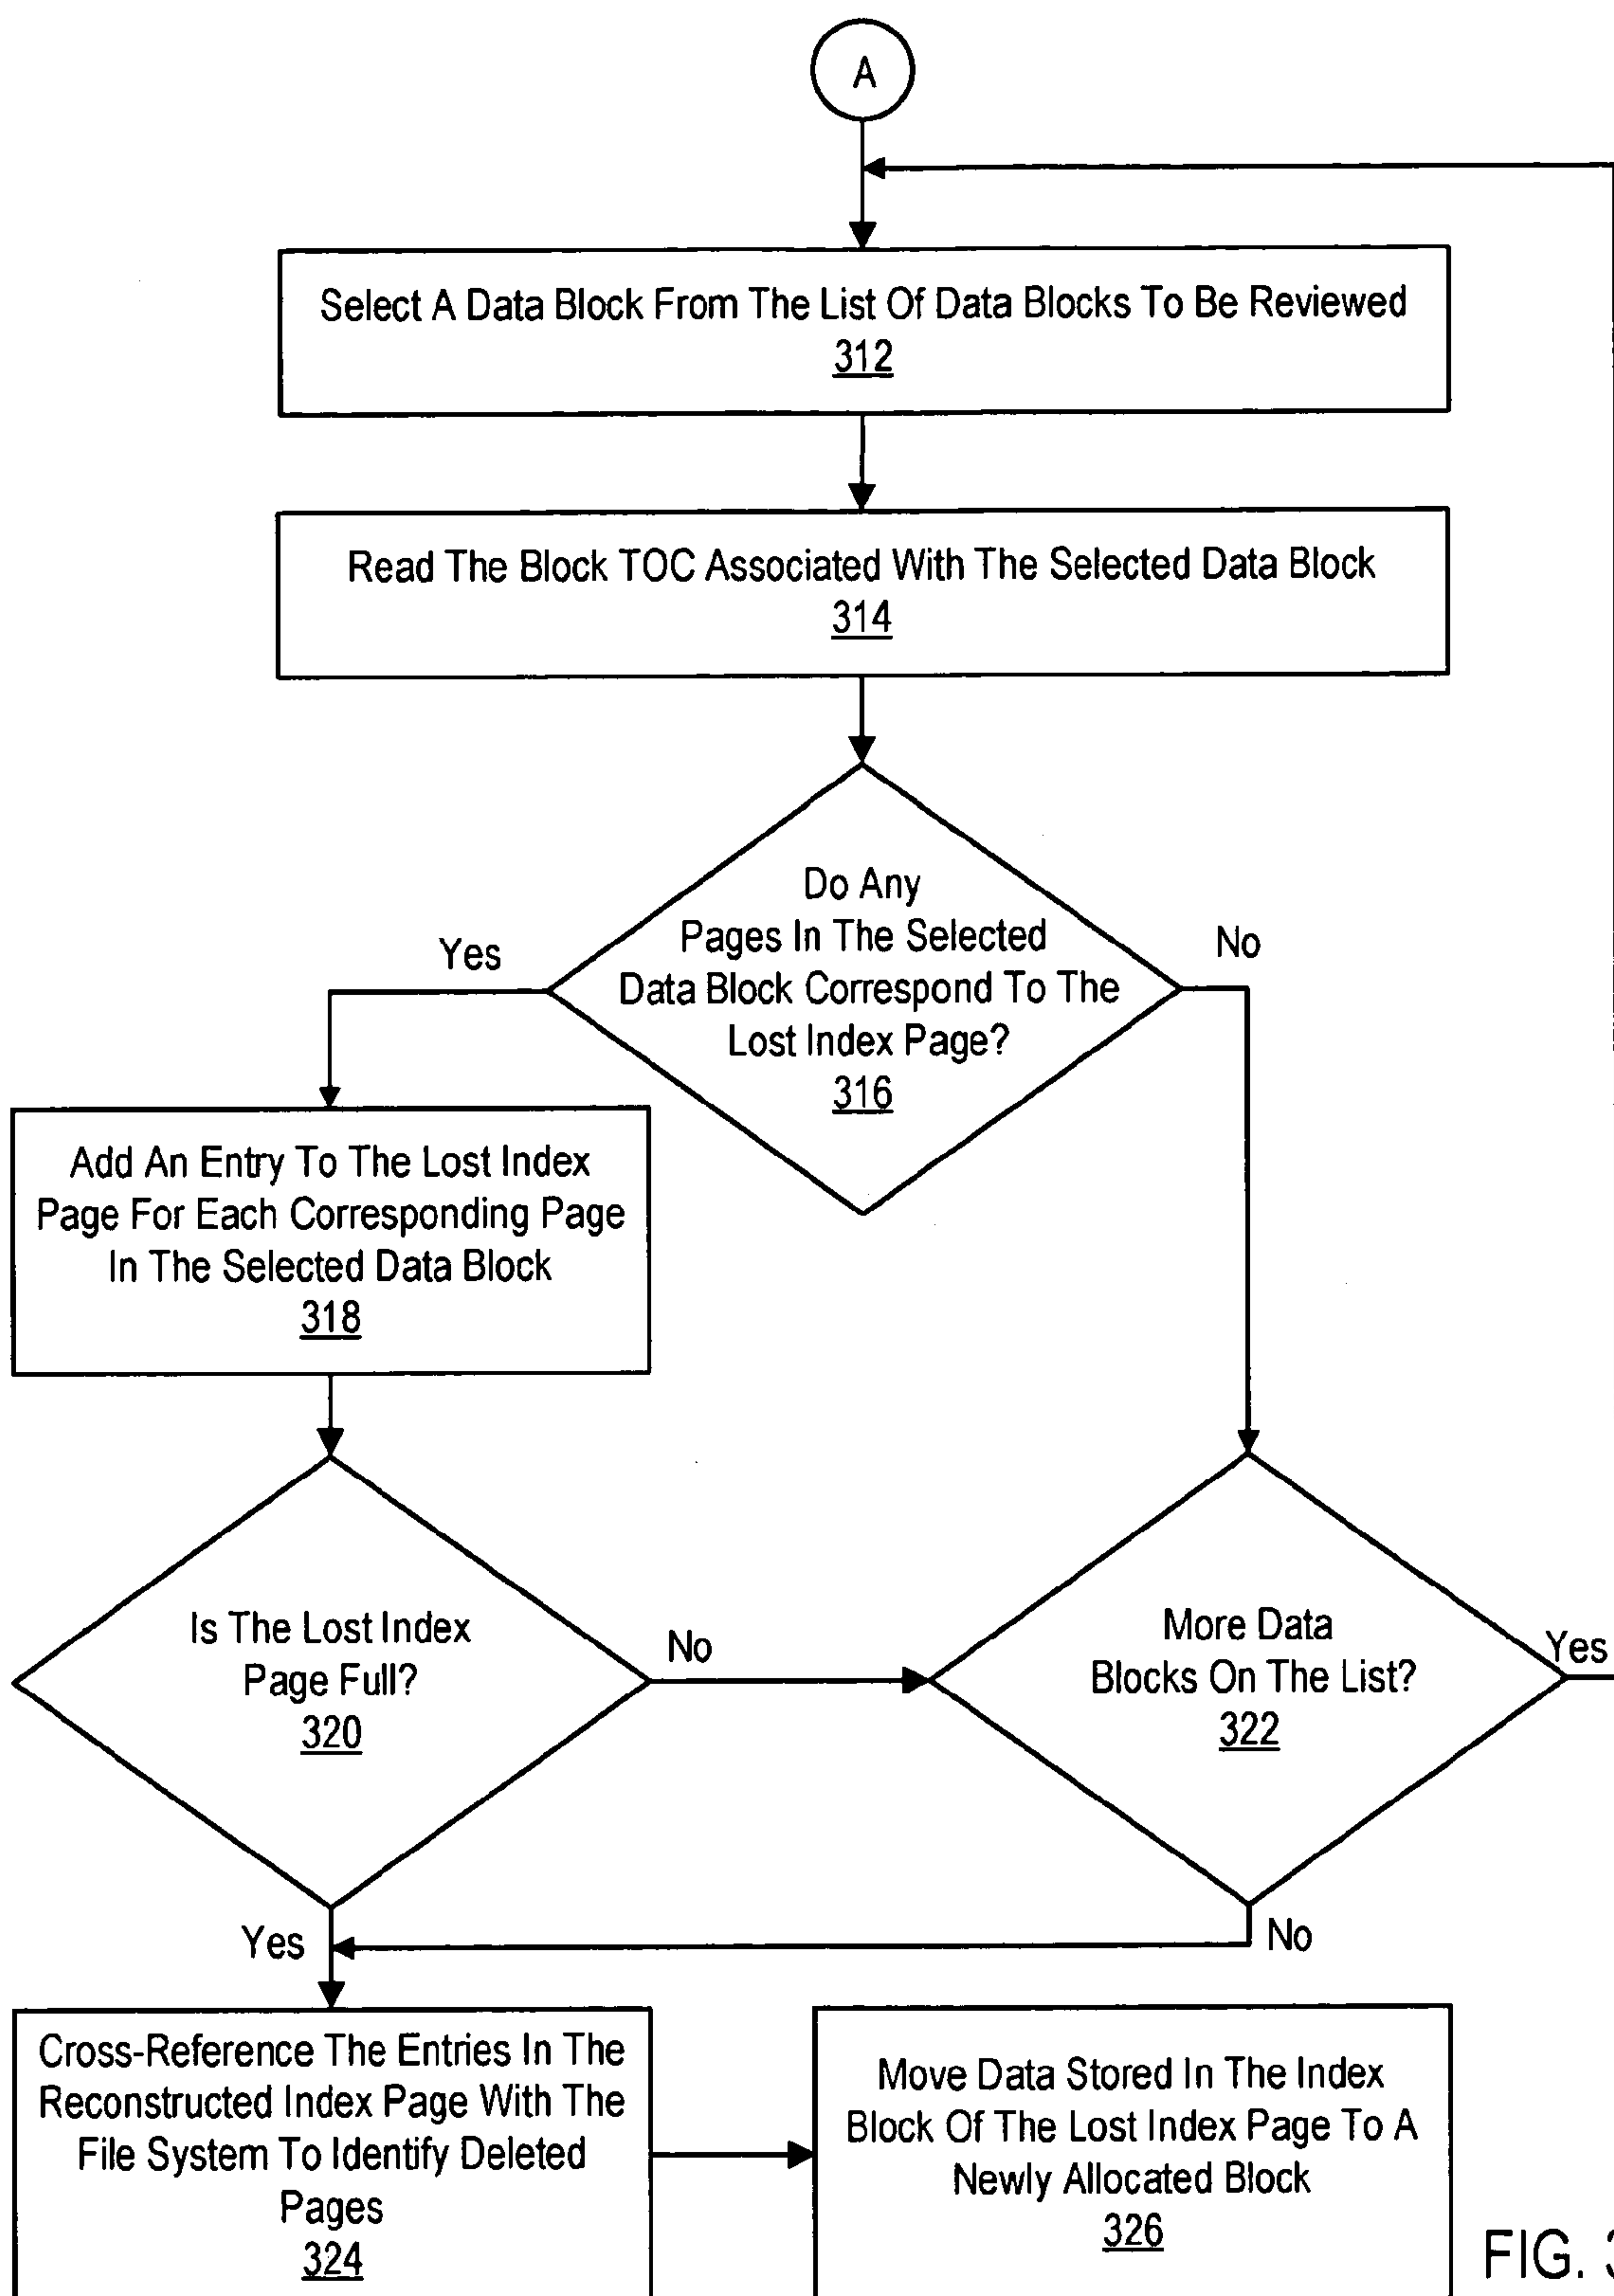 A
Select A Data Block From The List Of Data Blocks To Be Reviewed
312
Read The Block TOC Associated With The Selected Data Block
314
Do Any
Pages In The Selected
Data Block Correspond To The
Lost Index Page?
316
Yes
No
Add An Entry To The Lost Index
Page For Each Corresponding Page
In The Selected Data Block
318
Is The Lost Index
Page Full?
320
No
More Data
Blocks On The List?
322
Yes
Yes
No
Cross-Reference The Entries In The
Reconstructed Index Page With The
File System To Identify Deleted
Pages
324
Move Data Stored In The Index
Block Of The Lost Index Page To A
Newly Allocated Block
326
FIG.